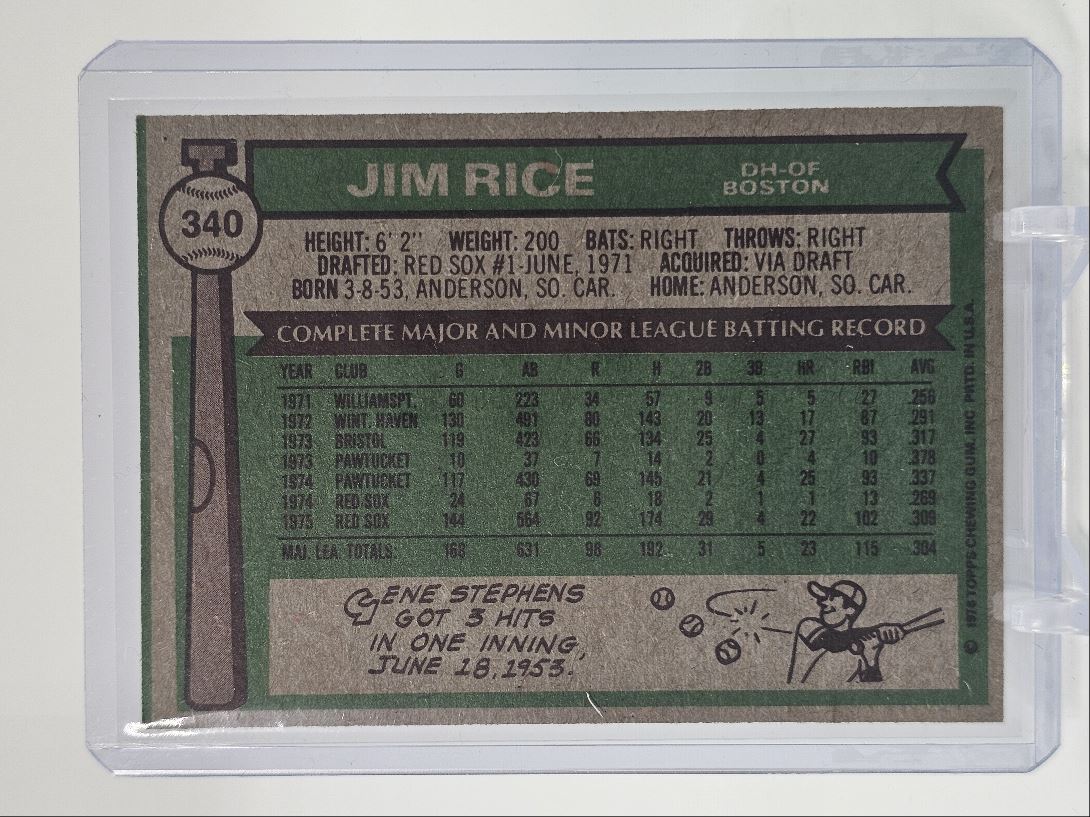 340
JIM RICE
DH-OF
BOSTON
HEIGHT: 6' 2" WEIGHT: 200 BATS: RIGHT THROWS: RIGHT
DRAFTED: RED SOX #1-JUNE, 1971 ACQUIRED: VIA DRAFT
BORN 3-8-53, ANDERSON, SO. CAR. HOME: ANDERSON, SO. CAR.
COMPLETE MAJOR AND MINOR LEAGUE BATTING RECORD
YEAR CLUB G AB R H 2B 3B HR RBI AVG
1971 WILLIAMSPT. 60 223 34 57 9 5 5 27 .256
1972 WINT. HAVEN 130 491 80 143 20 13 17 87 .291
1973 BRISTOL 119 423 66 134 25 4 27 93 .317
1973 PAWTUCKET 10 37 7 14 2 0 4 10 .378
1974 PAWTUCKET 117 430 69 145 21 4 25 93 .337
1974 RED SOX 24 67 6 18 2 1 1 13 .269
1975 RED SOX 144 564 92 174 29 4 22 102 .309
MAJ. LEA. TOTALS 168 631 98 192 31 5 23 115 .304
GENE STEPHENS
GOT 3 HITS
IN ONE INNING,
JUNE 18, 1953.
© 1976 TOPPS CHEWING GUM, INC. PRTD. IN U.S.A.